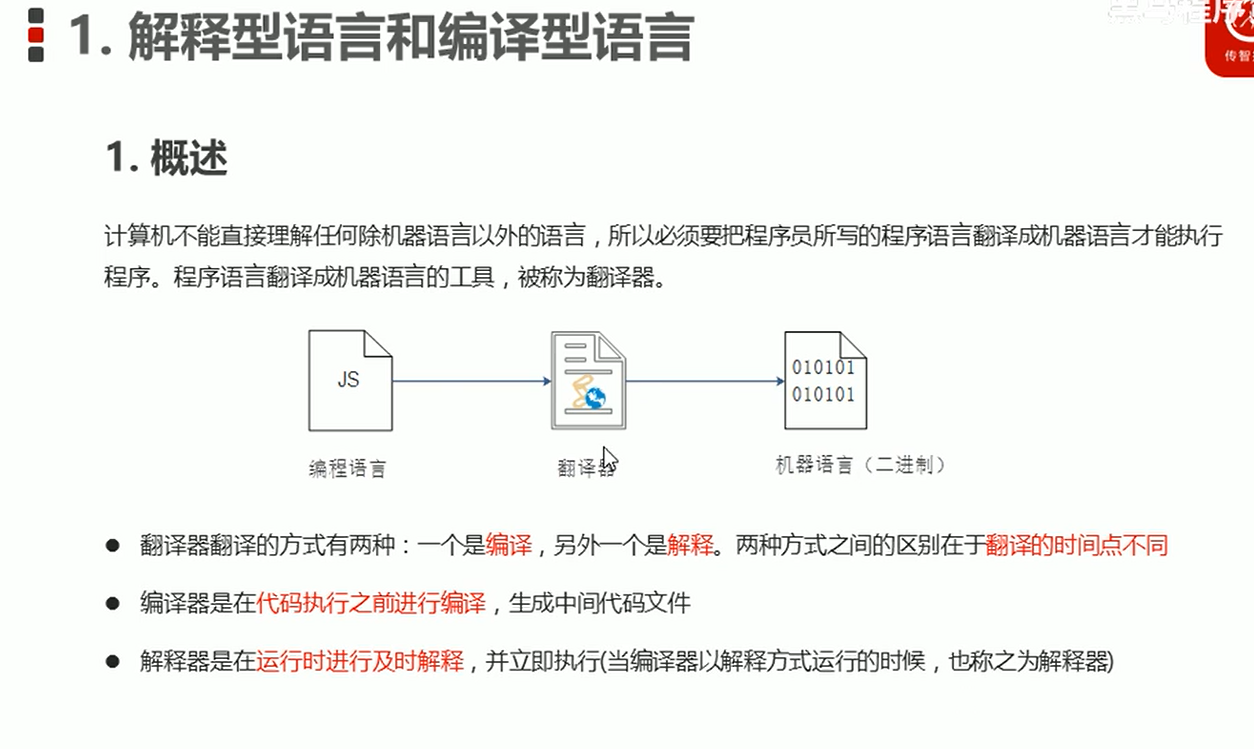 1. 解释型语言和编译型语言
传智
1. 概述
计算机不能直接理解任何除机器语言以外的语言，所以必须要把程序员所写的程序语言翻译成机器语言才能执行
程序。程序语言翻译成机器语言的工具，被称为翻译器。
JS
010101
010101
编程语言
翻译器
机器语言（二进制）
● 翻译器翻译的方式有两种：一个是编译，另外一个是解释。两种方式之间的区别在于翻译的时间点不同
● 编译器是在代码执行之前进行编译，生成中间代码文件
● 解释器是在运行时进行及时解释，并立即执行(当编译器以解释方式运行的时候，也称之为解释器)